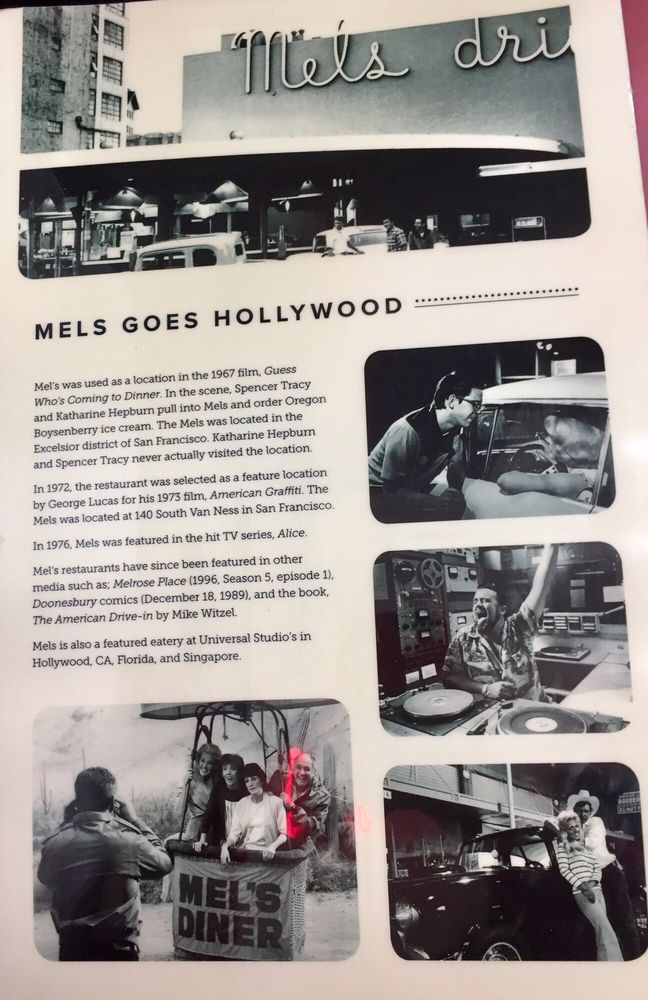 Mels dri
MELS GOES HOLLYWOOD
Mel's was used as a location in the 1967 film, Guess
Who's Coming to Dinner. In the scene, Spencer Tracy
and Katharine Hepburn pull into Mels and order Oregon
Boysenberry ice cream. The Mels was located in the
Excelsior district of San Francisco. Katharine Hepburn
and Spencer Tracy never actually visited the location.
In 1972, the restaurant was selected as a feature location
by George Lucas for his 1973 film, American Graffiti. The
Mels was located at 140 South Van Ness in San Francisco.
In 1976, Mels was featured in the hit TV series, Alice.
Mel's restaurants have since been featured in other
media such as; Melrose Place (1996, Season 5, episode 1),
Doonesbury comics (December 18, 1989), and the book,
The American Drive-in by Mike Witzel.
Mels is also a featured eatery at Universal Studio's in
Hollywood, CA, Florida, and Singapore.
MEL'S
DINER
BARBER